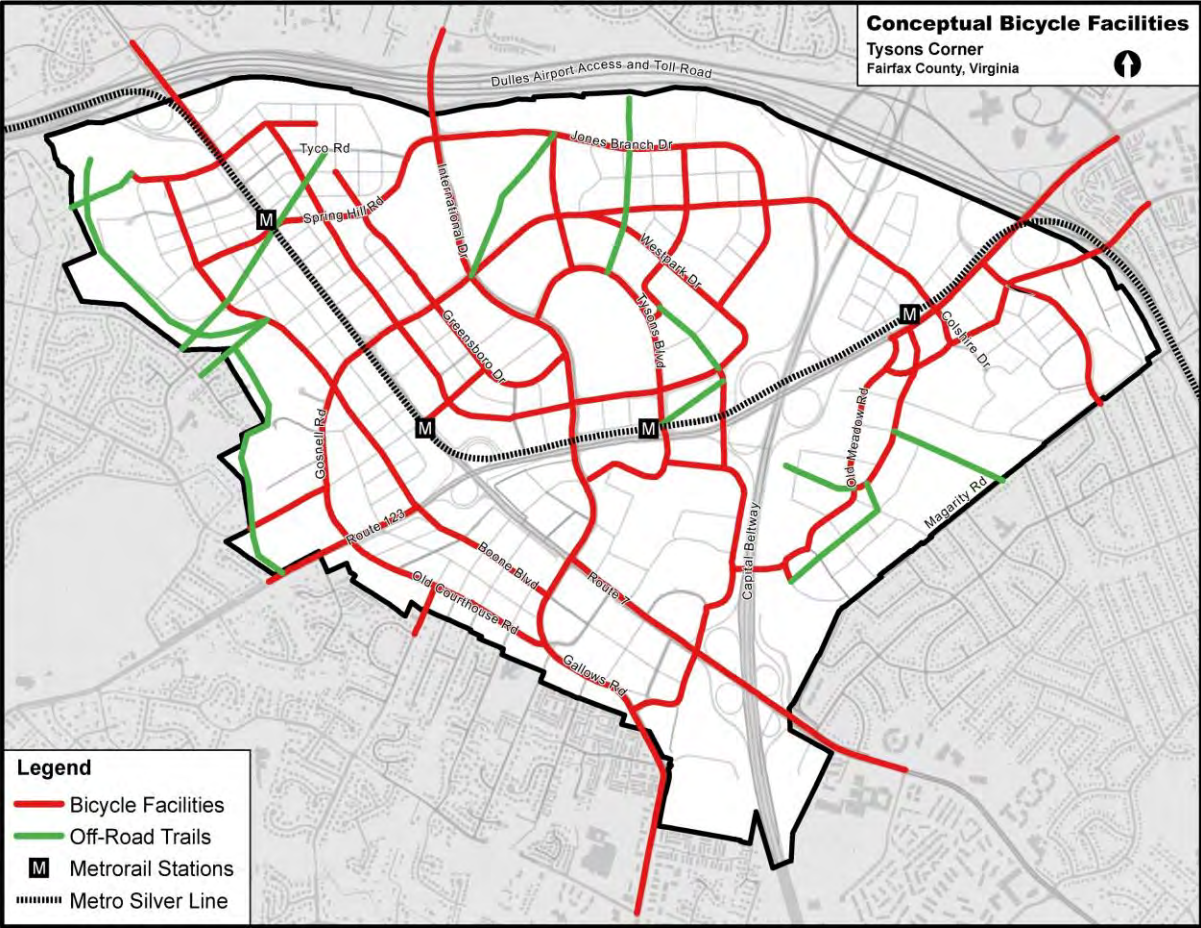 Conceptual Bicycle Facilities
Tysons Corner
Fairfax County, Virginia
Dulles Airport Access and Toll Road
Jones Branch Dr
Tyco Rd
International Dr
Spring Hill Rd
Westpark Dr
Tysons Blvd
Greensboro Dr
Colshire Dr
Gosnell Rd
Old Meadow Rd
Magarity Rd
Route 123
Capital Beltway
Boone Blvd
Route 7
Old Courthouse Rd
Gallows Rd
M
M
M
M
Legend
Bicycle Facilities
Off-Road Trails
M Metrorail Stations
Metro Silver Line